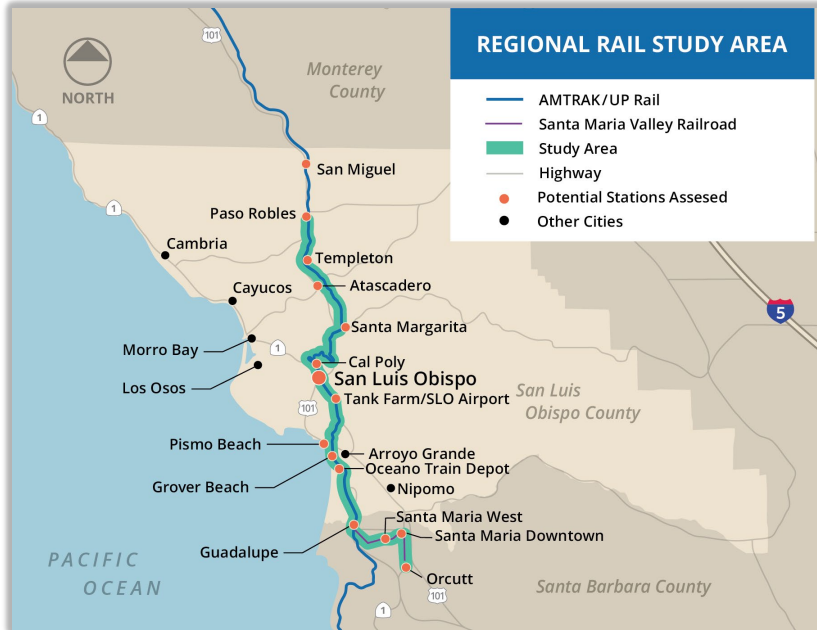 REGIONAL RAIL STUDY AREA
AMTRAK/UP Rail
Santa Maria Valley Railroad
Study Area
Highway
Potential Stations Assesed
Other Cities
101
NORTH
Monterey
County
1
San Miguel
1
Paso Robles
Cambria
Templeton
Cayucos
Atascadero
5
Santa Margarita
Morro Bay
1
Cal Poly
San Luis Obispo
Los Osos
San Luis
Obispo County
101
Tank Farm/SLO Airport
Pismo Beach
Arroyo Grande
Oceano Train Depot
Grover Beach
Nipomo
Santa Maria West
Santa Maria Downtown
Guadalupe
PACIFIC
OCEAN
Orcutt
Santa Barbara County
101
1